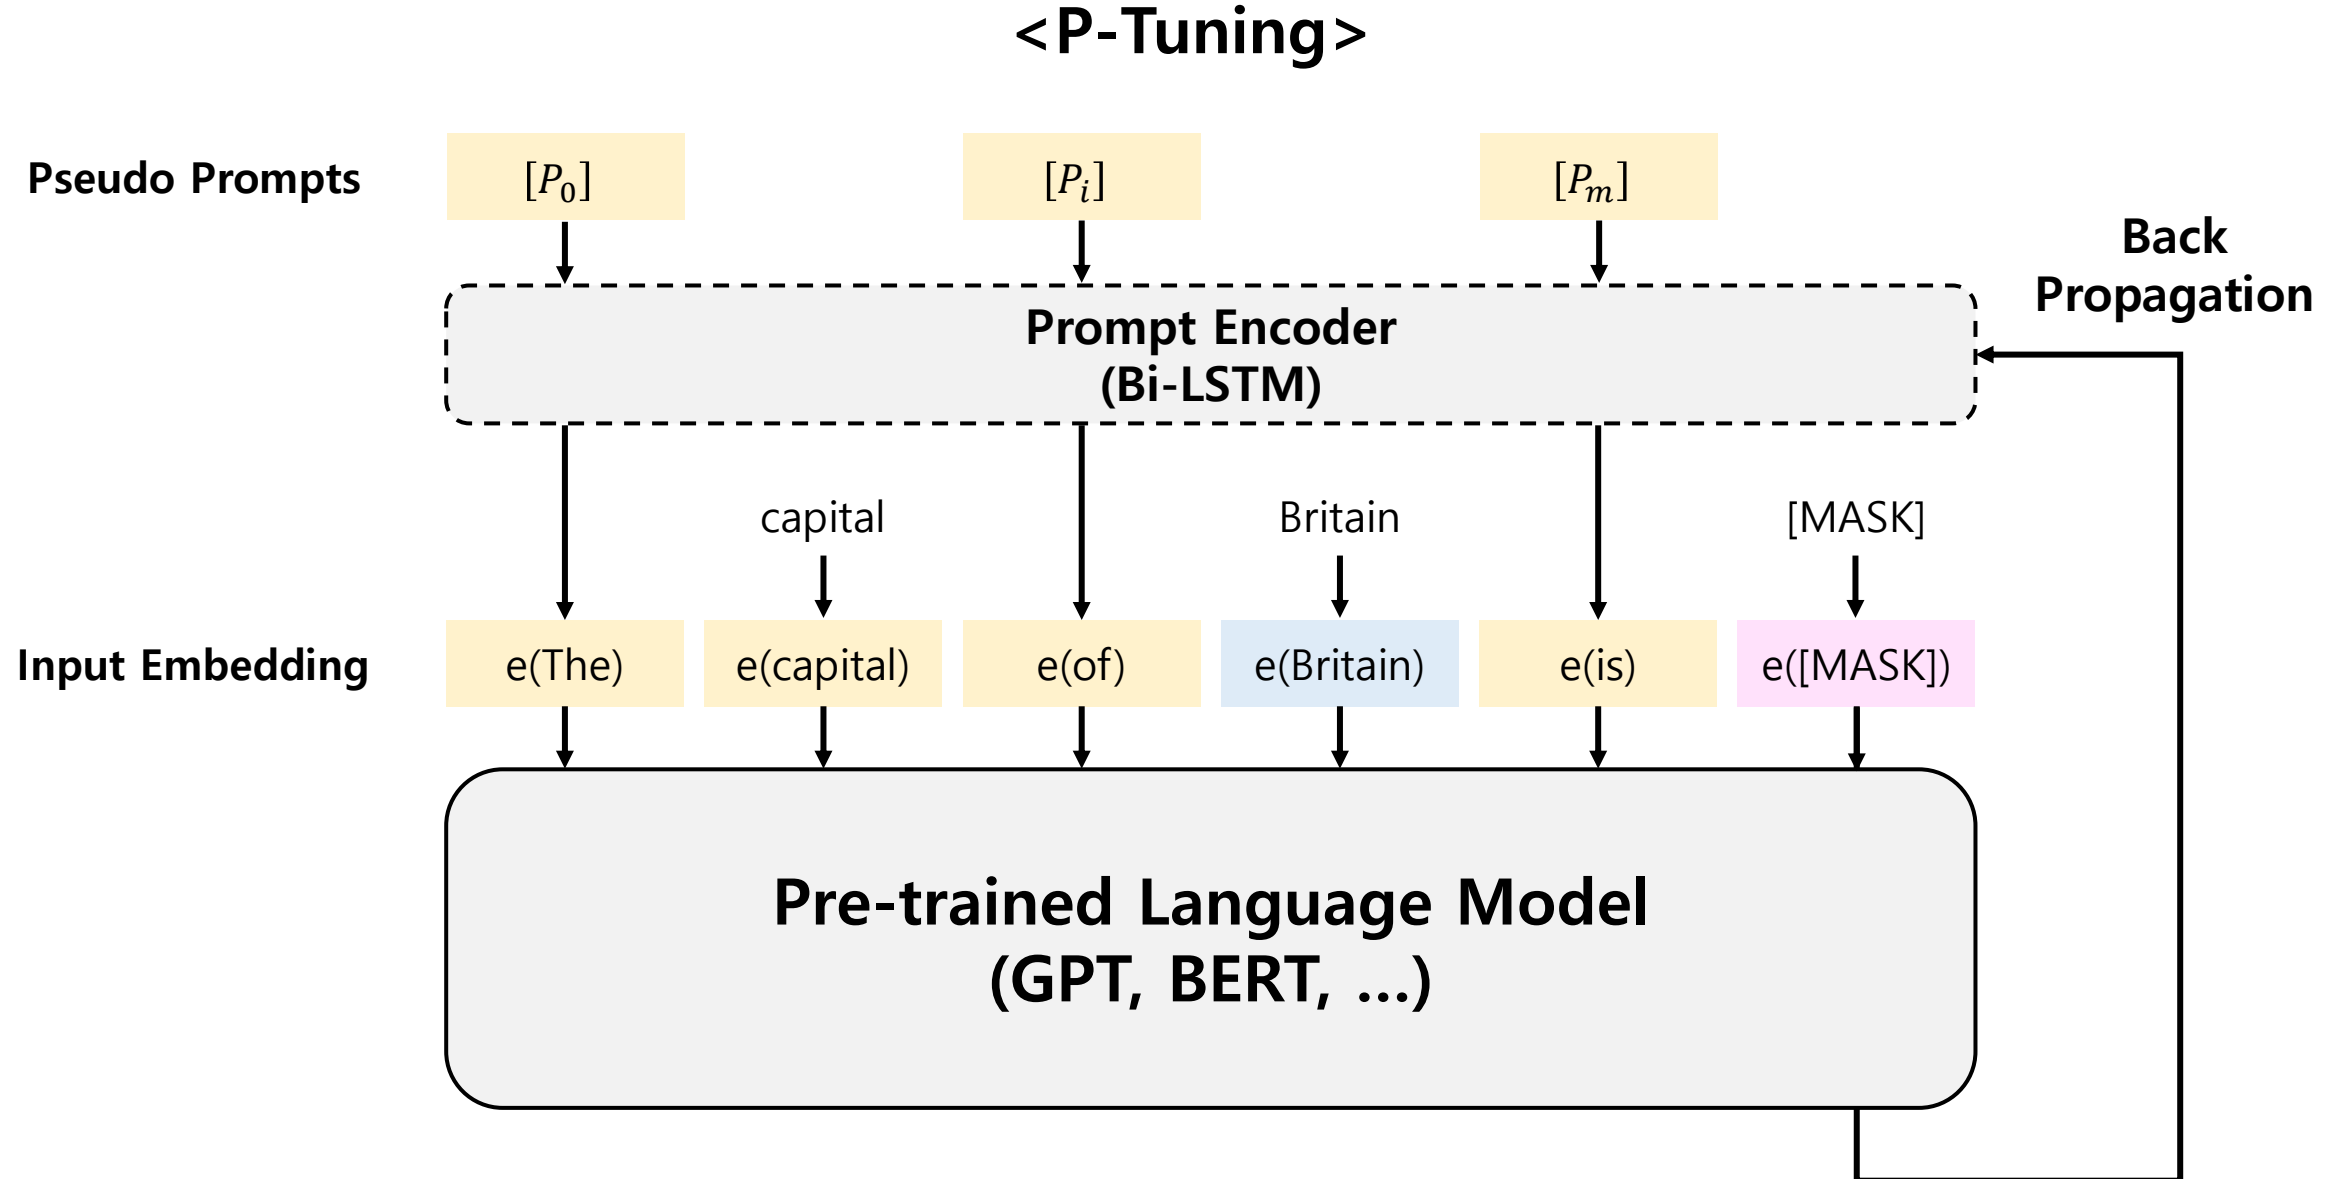 <P-Tuning>
Pseudo Prompts
[P₀]
[Pᵢ]
[Pₘ]
Back
Propagation
Prompt Encoder
(Bi-LSTM)
capital
Britain
[MASK]
Input Embedding
e(The)
e(capital)
e(of)
e(Britain)
e(is)
e([MASK])
Pre-trained Language Model
(GPT, BERT, ...)